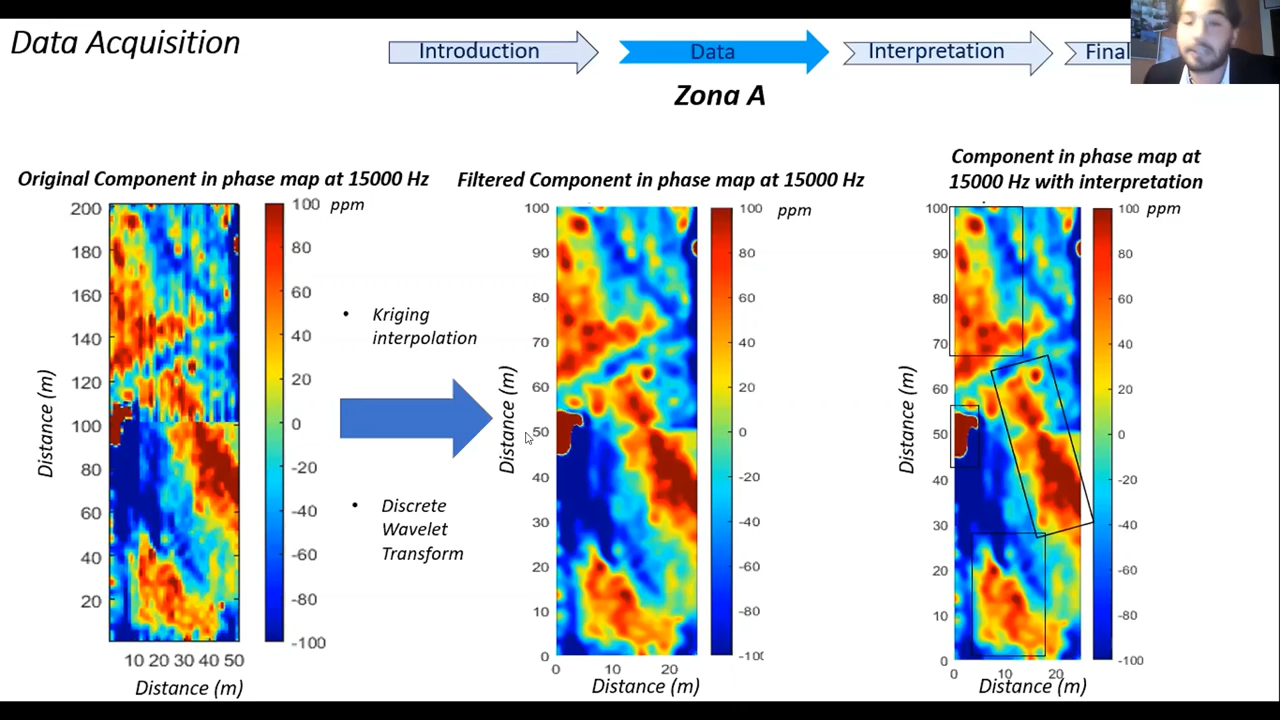 Data Acquisition
Introduction
Data
Interpretation
Final
Zona A
Original Component in phase map at 15000 Hz
200
180
160
140
120
100
80
60
40
20
10 20 30 40 50
Distance (m)
Distance (m)
100 ppm
80
60
40
20
0
-20
-40
-60
-80
-100
• Kriging
interpolation
• Discrete
Wavelet
Transform
Filtered Component in phase map at 15000 Hz
100
90
80
70
60
50
40
30
20
10
0
0 10 20
Distance (m)
Distance (m)
100 ppm
80
60
40
20
0
-20
-40
-60
-80
-100
Component in phase map at
15000 Hz with interpretation
100
90
80
70
60
50
40
30
20
10
0
0 10 20
Distance (m)
Distance (m)
100 ppm
80
60
40
20
0
-20
-40
-60
-80
-100